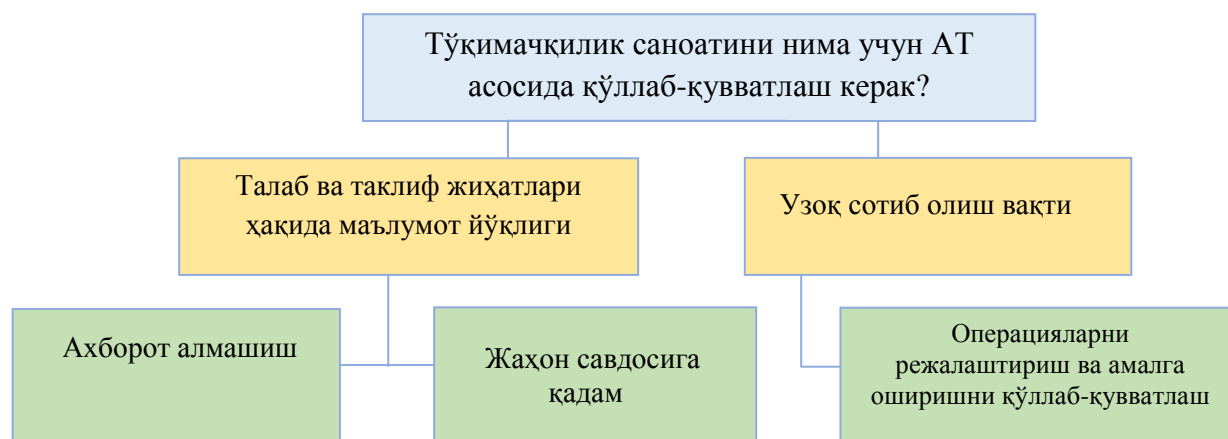 Тўқимачқилик саноатини нима учун АТ
асосида қўллаб-қувватлаш керак?
Талаб ва таклиф жиҳатлари
ҳақида маълумот йўқлиги
Узоқ сотиб олиш вақти
Ахборот алмашиш
Жаҳон савдосига
қадам
Операцияларни
режалаштириш ва амалга
оширишни қўллаб-қувватлаш